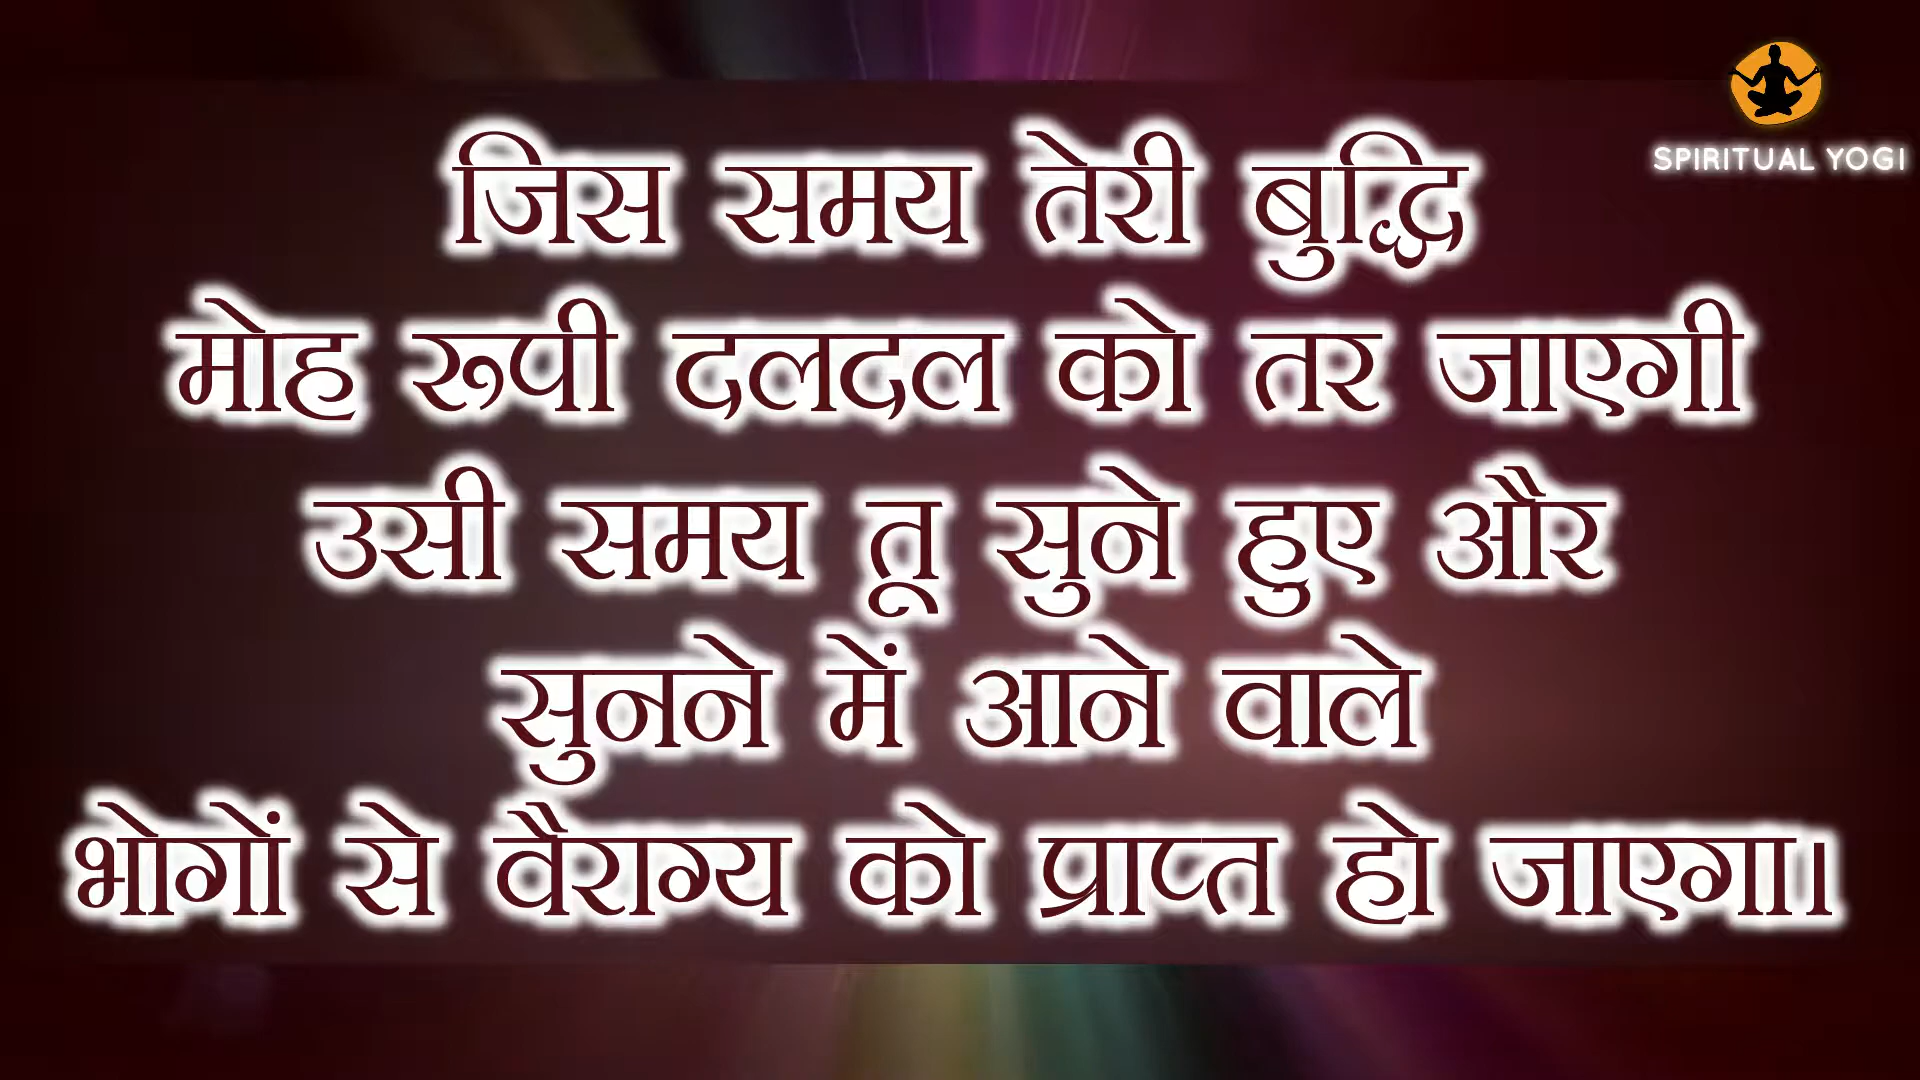 SPIRITUAL YOGI
जिस समय तेरी बुद्धि
मोह रूपी दलदल को तर जाएगी
उसी समय तू सुने हुए और
सुनने में आने वाले
भोगों से वैराग्य को प्राप्त हो जाएगा।